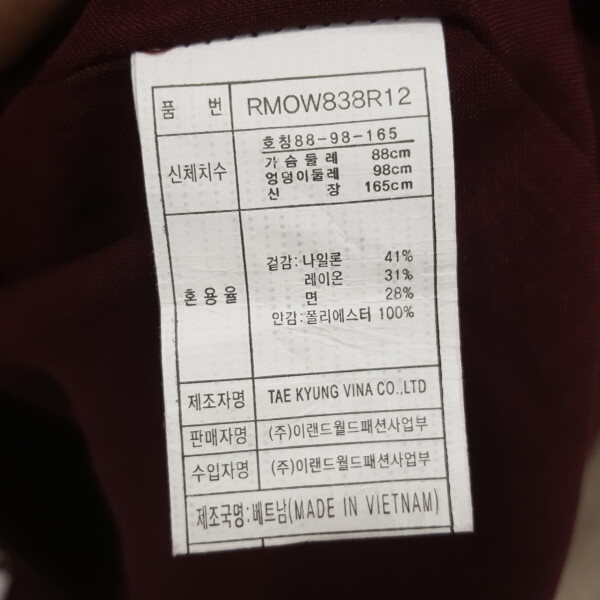 품 번 RMOW838R12
호칭88-98-165
신체치수 가슴둘레 88cm
엉덩이둘레 98cm
신 장 165cm
겉감:나일론 41%
레이온 31%
혼용율 면 28%
안감:폴리에스터 100%
제조자명 TAE KYUNG VINA CO.,LTD
판매자명 (주)이랜드월드패션사업부
수입자명 (주)이랜드월드패션사업부
제조국명:베트남(MADE IN VIETNAM)